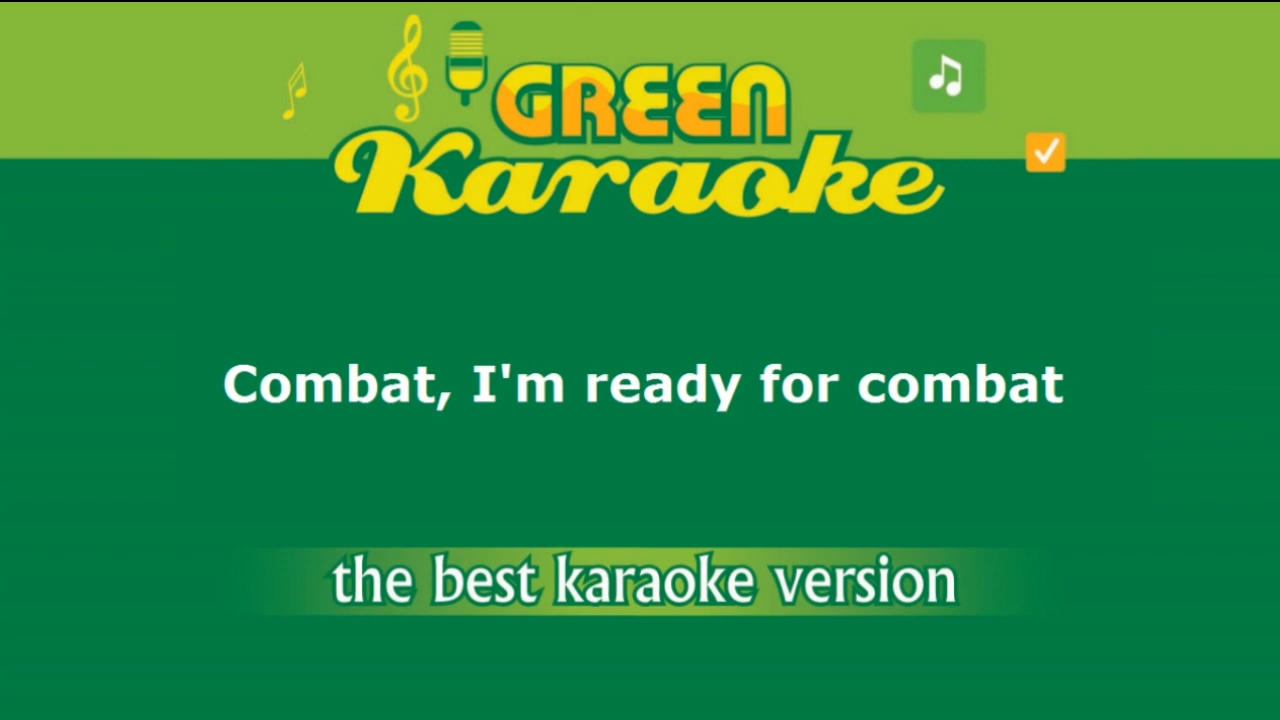 GREEN
Karaoke
Combat, I'm ready for combat
the best karaoke version